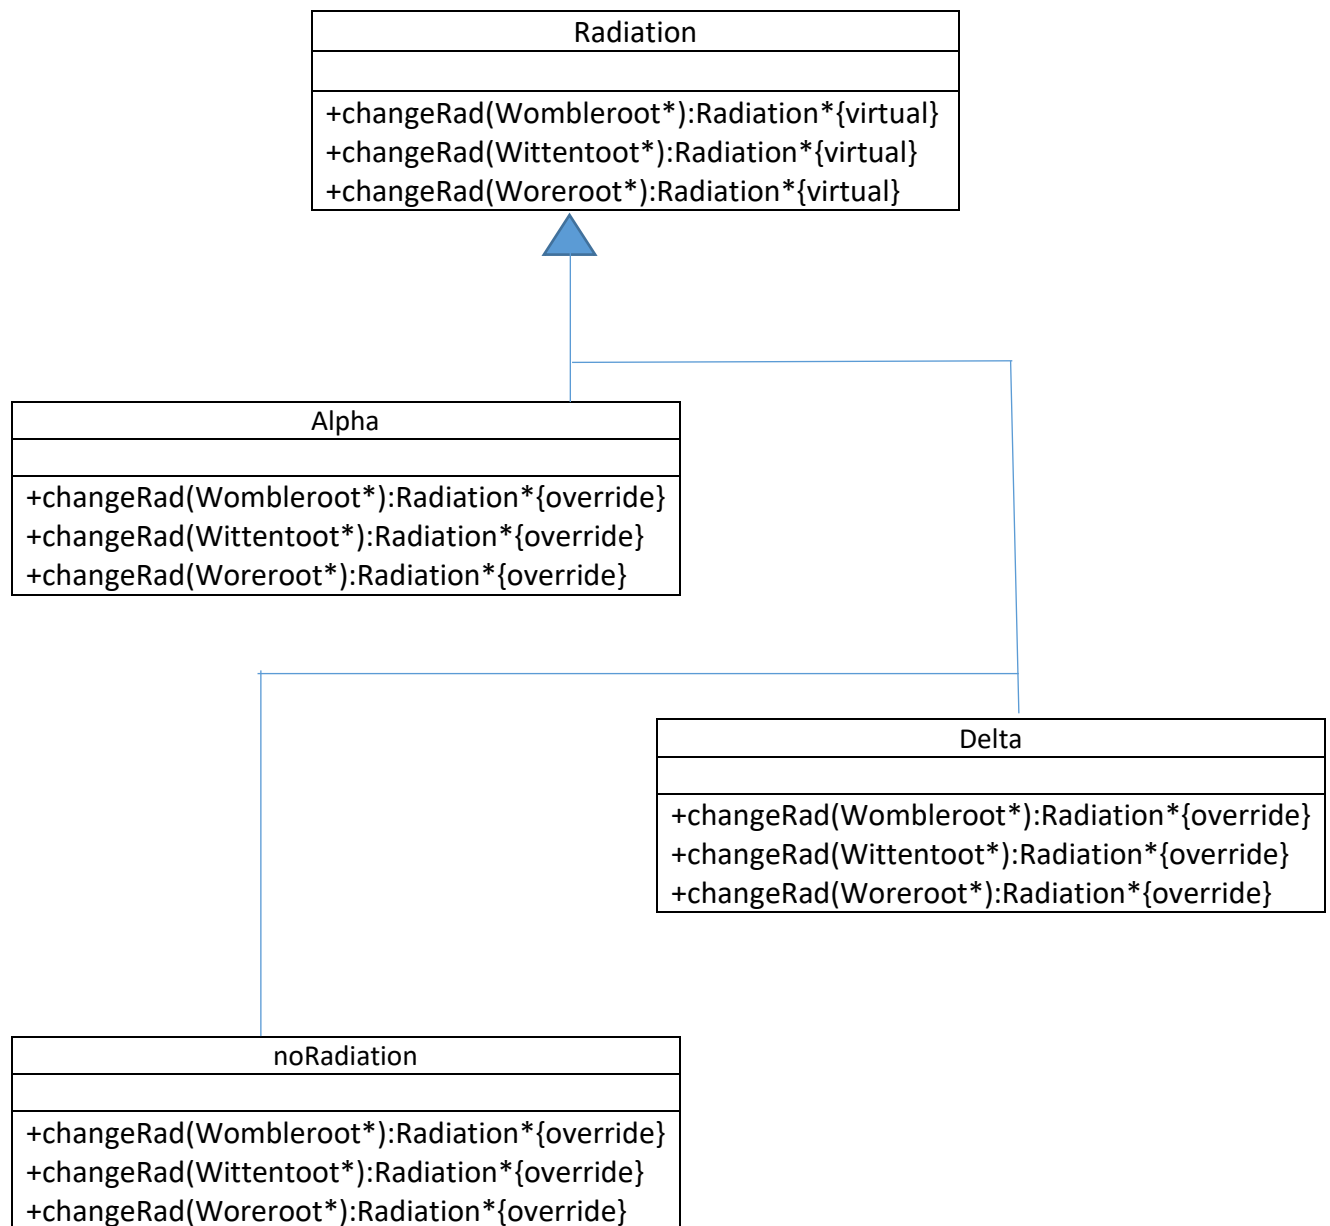 Radiation
+changeRad(Wombleroot*):Radiation*{virtual}
+changeRad(Wittentoot*):Radiation*{virtual}
+changeRad(Woreroot*):Radiation*{virtual}
Alpha
+changeRad(Wombleroot*):Radiation*{override}
+changeRad(Wittentoot*):Radiation*{override}
+changeRad(Woreroot*):Radiation*{override}
Delta
+changeRad(Wombleroot*):Radiation*{override}
+changeRad(Wittentoot*):Radiation*{override}
+changeRad(Woreroot*):Radiation*{override}
noRadiation
+changeRad(Wombleroot*):Radiation*{override}
+changeRad(Wittentoot*):Radiation*{override}
+changeRad(Woreroot*):Radiation*{override}